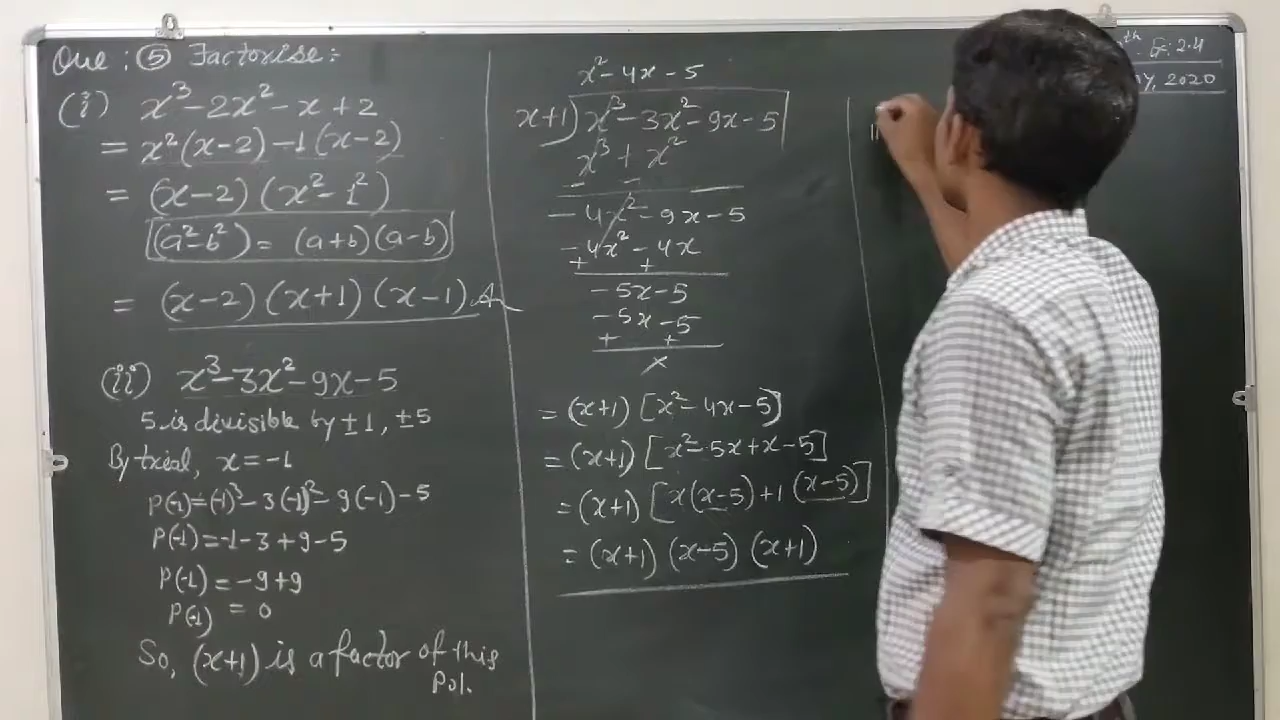 Que: ⑤ Factorise:-
(i) x³-2x²-x+2
= x²(x-2)-1(x-2)
= (x-2)(x²-1²)
(a²-b²) = (a+b)(a-b)
= (x-2)(x+1)(x-1)
(ii) x³-3x²-9x-5
5 is divisible by ±1, ±5
By trial, x=-1
P(-1)=(-1)³-3(-1)²-9(-1)-5
P(-1)=-1-3+9-5
P(-1)=-9+9
P(-1) = 0
So, (x+1) is a factor of this
Pol.
x²-4x-5
x+1)x³-3x²-9x-5
x³+x²
- -
-4x²-9x-5
-4x²-4x
+ +
-5x-5
-5x-5
+ +
x
=(x+1)[x²-4x-5]
=(x+1)[x²-5x+x-5]
=(x+1)[x(x-5)+1(x-5)]
=(x+1)(x-5)(x+1)
th Ex: 2.4
Y, 2020